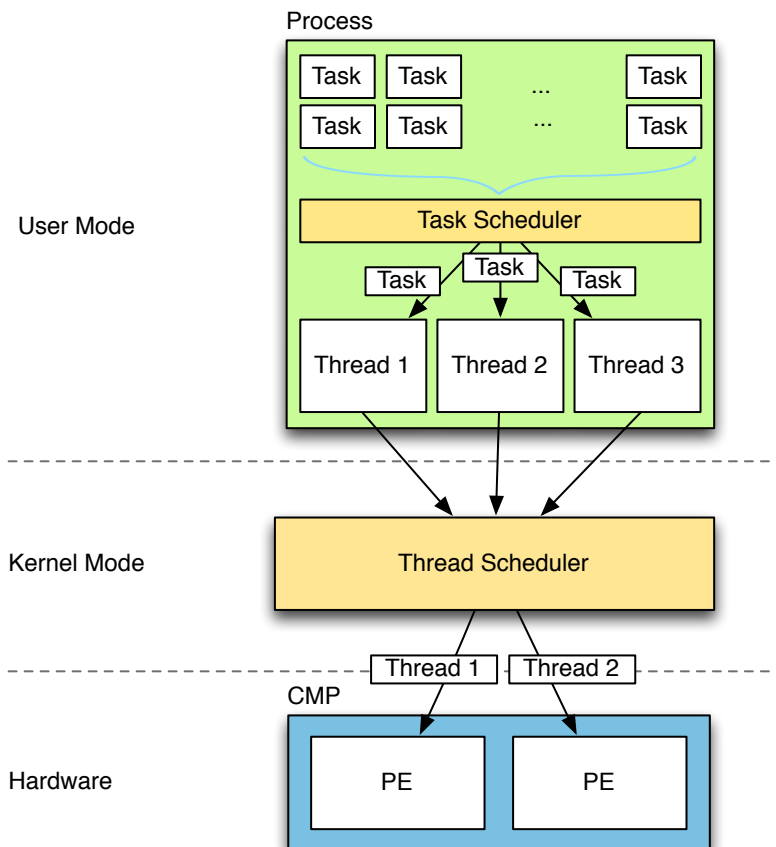 Process
Task Task ... Task
Task Task ... Task
User Mode
Task Scheduler
Task Task Task
Thread 1 Thread 2 Thread 3
Kernel Mode
Thread Scheduler
Thread 1 Thread 2
CMP
Hardware
PE PE